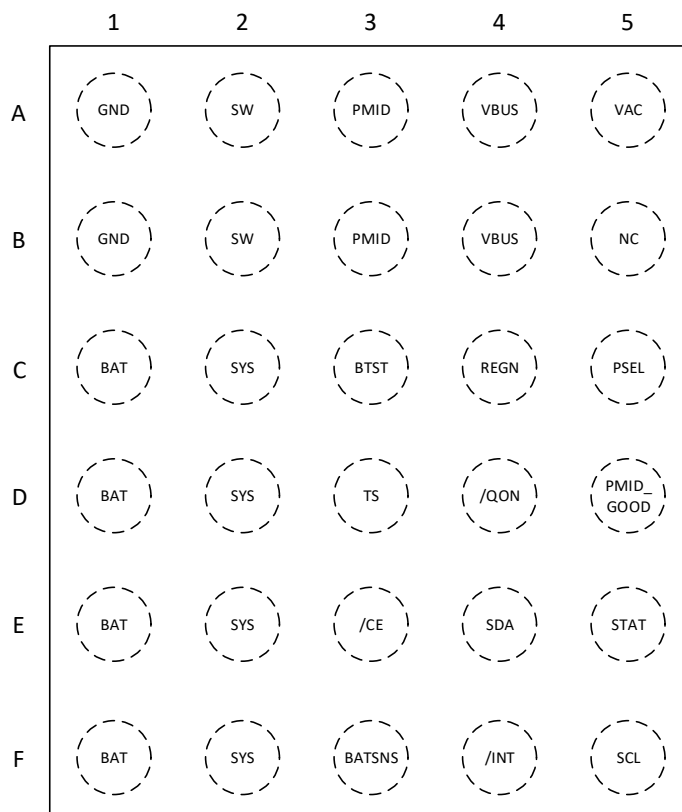 1 2 3 4 5
A GND SW PMID VBUS VAC
B GND SW PMID VBUS NC
C BAT SYS BTST REGN PSEL
D BAT SYS TS /QON PMID_
GOOD
E BAT SYS /CE SDA STAT
F BAT SYS BATSNS /INT SCL